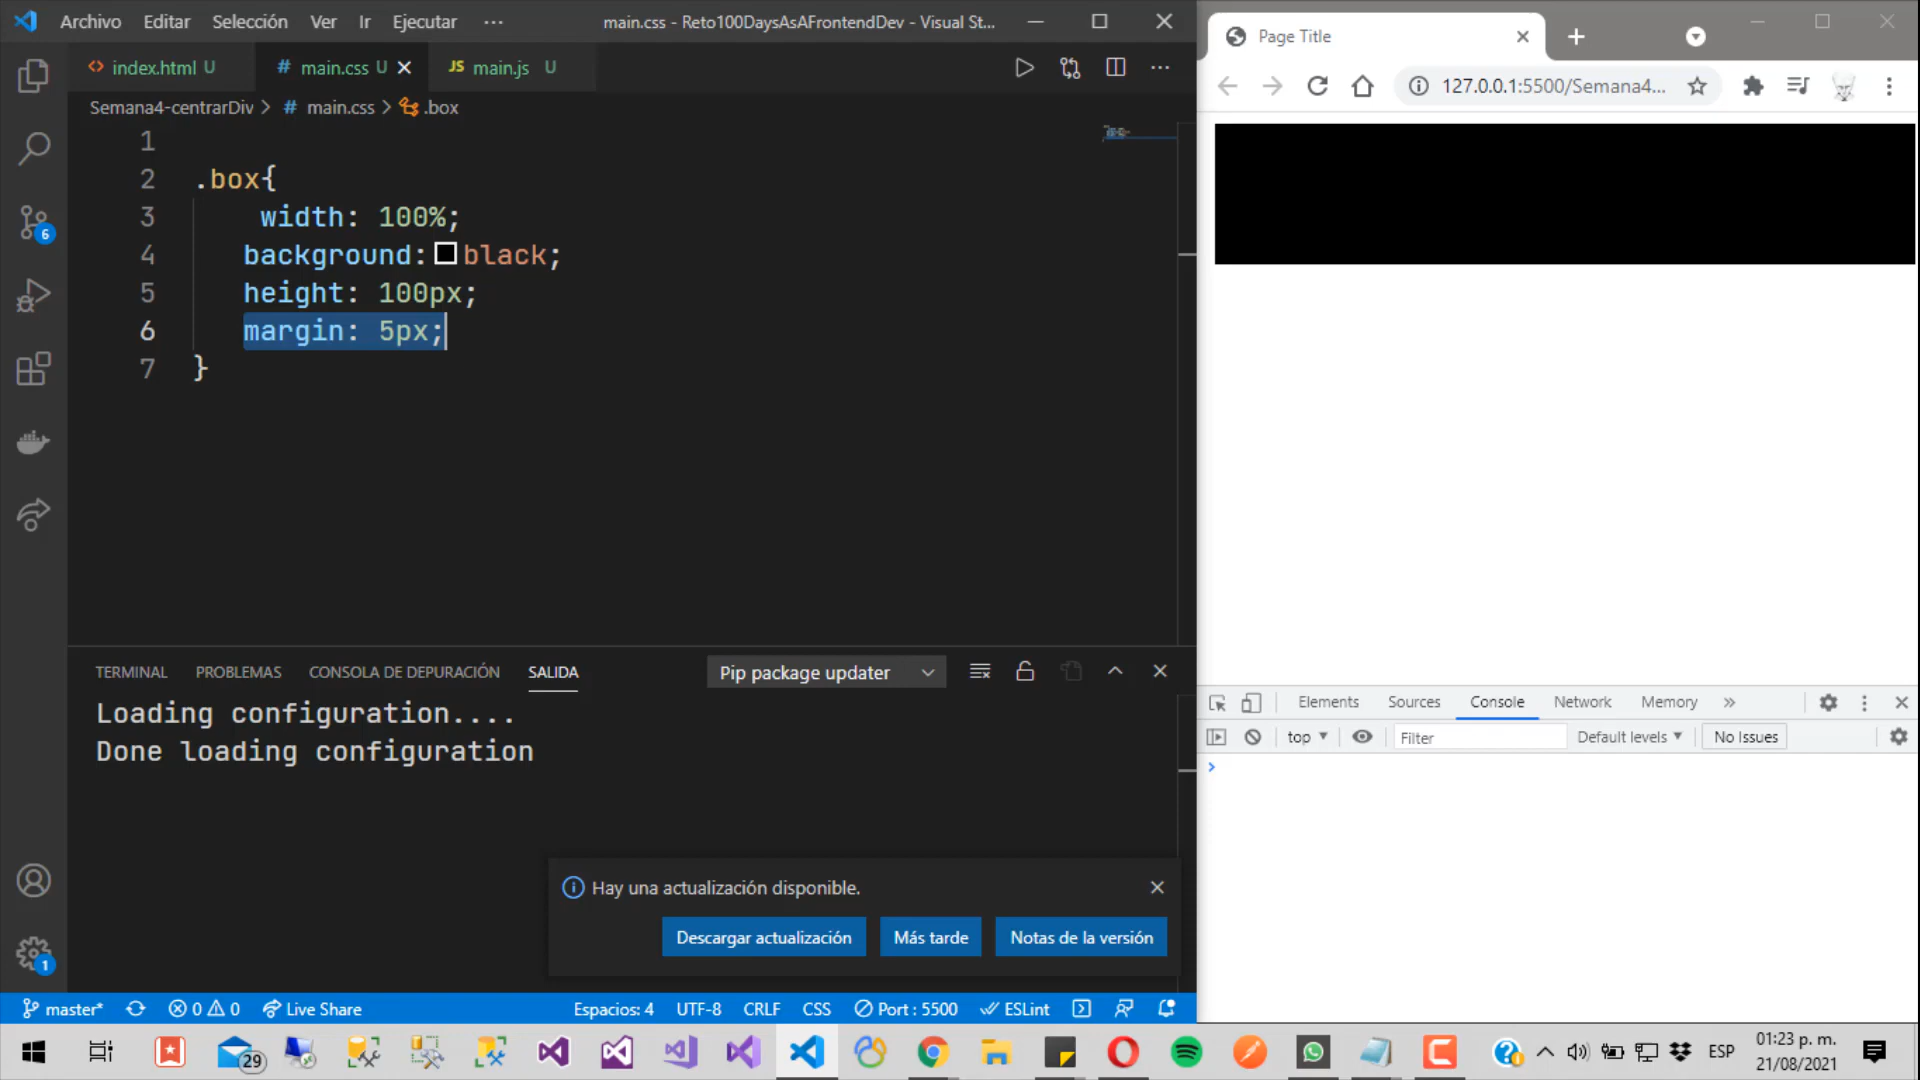 Archivo Editar Selección Ver Ir Ejecutar ··· main.css - Reto100DaysAsAFrontendDev - Visual St...
<> index.html U # main.css U JS main.js U
Semana4-centrarDiv > # main.css > .box
1
2 .box{
3 width: 100%;
4 background: black;
5 height: 100px;
6 margin: 5px;
7 }
6
TERMINAL PROBLEMAS CONSOLA DE DEPURACIÓN SALIDA Pip package updater
Loading configuration....
Done loading configuration
Hay una actualización disponible.
Descargar actualización Más tarde Notas de la versión
1
master* 0 0 Live Share Espacios: 4 UTF-8 CRLF CSS Port : 5500 ESLint
Page Title
127.0.0.1:5500/Semana4...
Elements Sources Console Network Memory »
top Filter Default levels No Issues
29
ESP
01:23 p. m.
21/08/2021